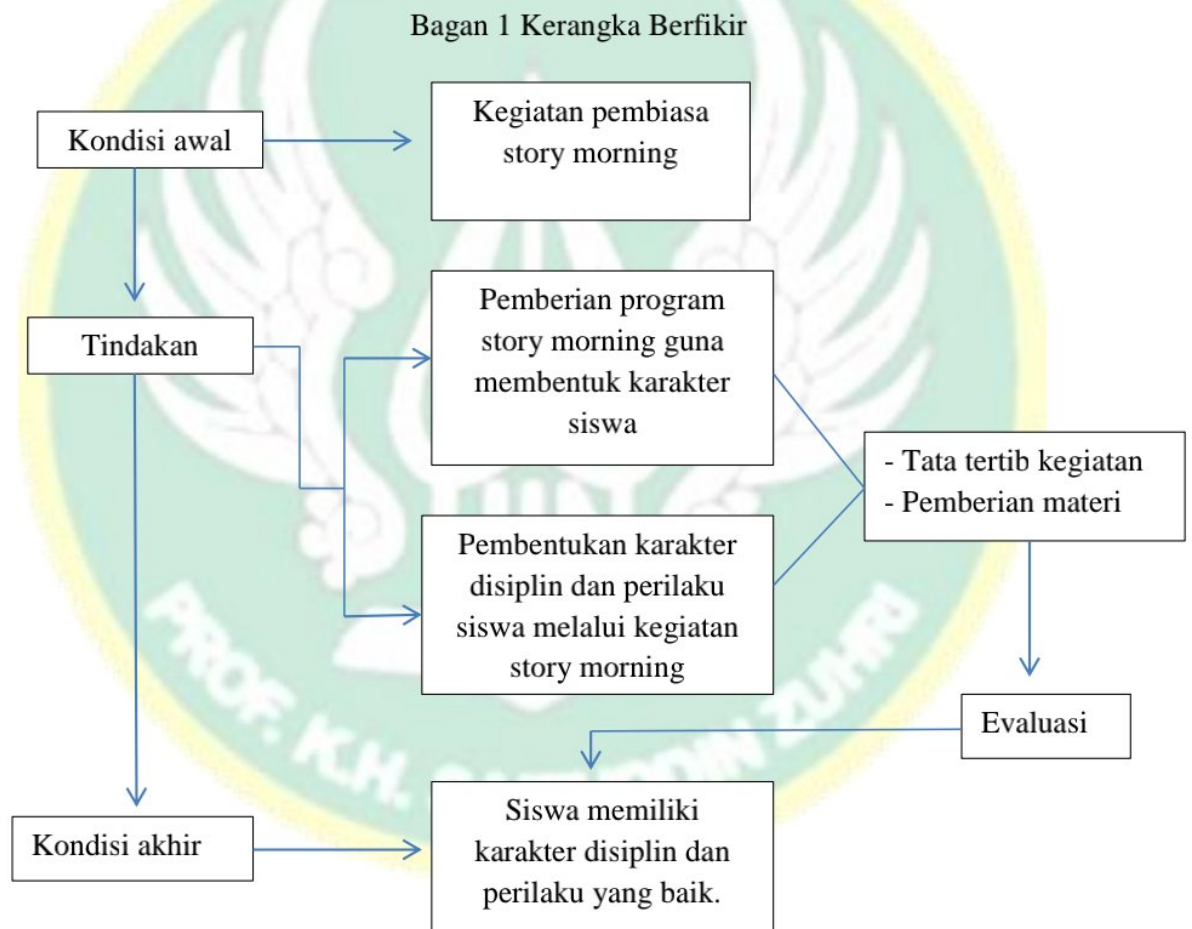 Bagan 1 Kerangka Berfikir
Kondisi awal
Kegiatan pembiasa
story morning
Tindakan
Pemberian program
story morning guna
membentuk karakter
siswa
Pembentukan karakter
disiplin dan perilaku
siswa melalui kegiatan
story morning
- Tata tertib kegiatan
- Pemberian materi
Evaluasi
Kondisi akhir
Siswa memiliki
karakter disiplin dan
perilaku yang baik.
PROF. K.H. ZUHRI